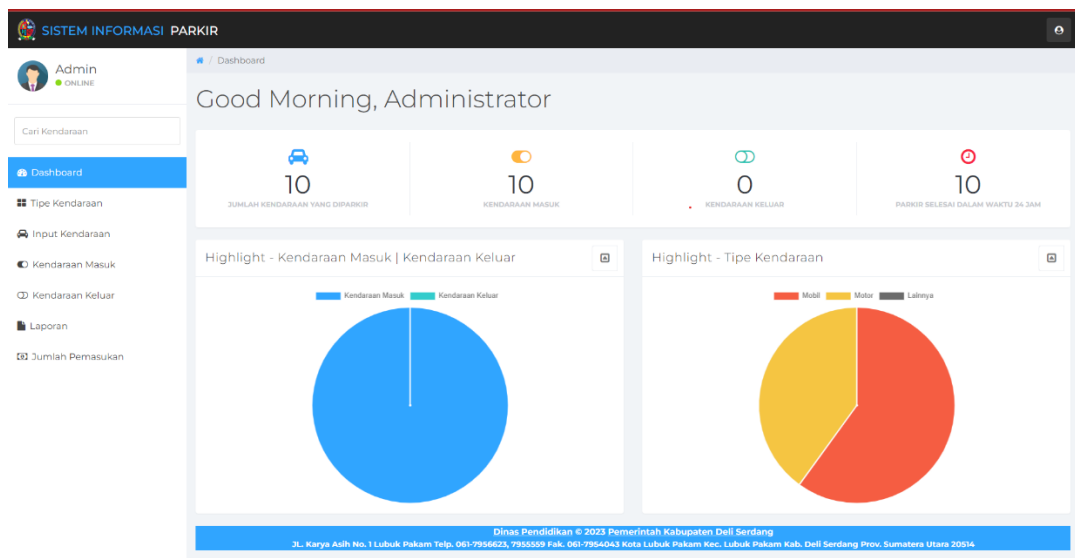 SISTEM INFORMASI PARKIR
Admin
ONLINE
Cari Kendaraan
Dashboard
Tipe Kendaraan
Input Kendaraan
Kendaraan Masuk
Kendaraan Keluar
Laporan
Jumlah Pemasukan
/ Dashboard
Good Morning, Administrator
10
JUMLAH KENDARAAN YANG DIPARKIR
10
KENDARAAN MASUK
0
KENDARAAN KELUAR
10
PARKIR SELESAI DALAM WAKTU 24 JAM
Highlight - Kendaraan Masuk | Kendaraan Keluar
Kendaraan Masuk Kendaraan Keluar
Highlight - Tipe Kendaraan
Mobil Motor Lainnya
Dinas Pendidikan © 2023 Pemerintah Kabupaten Deli Serdang
JL. Karya Asih No. 1 Lubuk Pakam Telp. 061-7956623, 7955559 Fak. 061-7954043 Kota Lubuk Pakam Kec. Lubuk Pakam Kab. Deli Serdang Prov. Sumatera Utara 20514